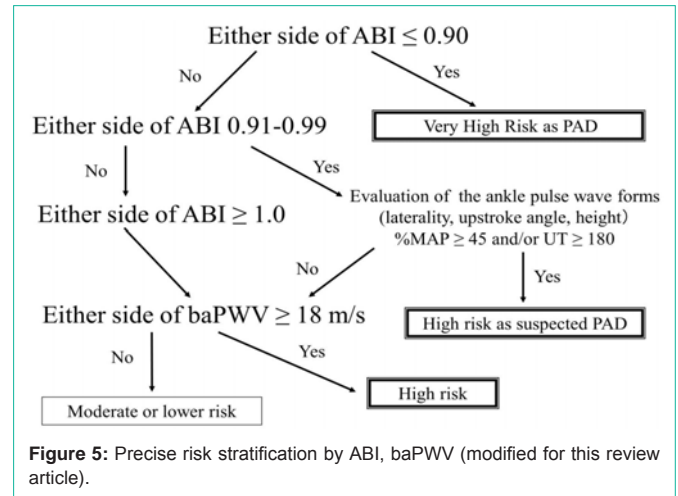 Either side of ABI ≤ 0.90
No
Yes
Either side of ABI 0.91-0.99
Very High Risk as PAD
No
Yes
Evaluation of the ankle pulse wave forms
(laterality, upstroke angle, height)
%MAP ≥ 45 and/or UT ≥ 180
Either side of ABI ≥ 1.0
No
Yes
Either side of baPWV ≥ 18 m/s
High risk as suspected PAD
No
Yes
High risk
Moderate or lower risk
Figure 5: Precise risk stratification by ABI, baPWV (modified for this review
article).